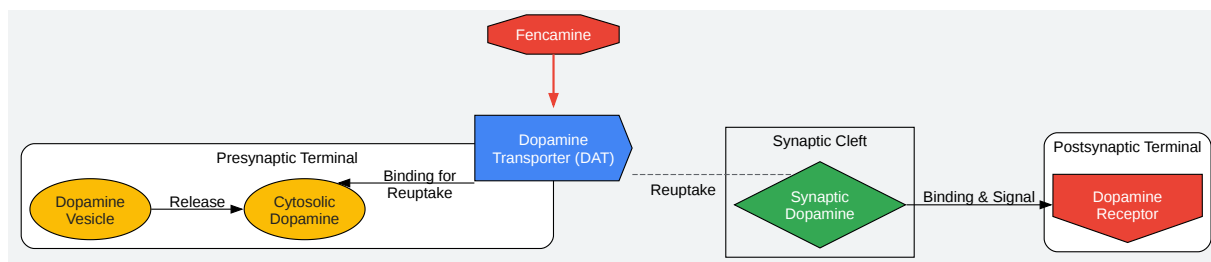 Fencamine
Dopamine
Transporter (DAT)
Presynaptic Terminal
Dopamine
Vesicle
Release
Cytosolic
Dopamine
Binding for
Reuptake
Reuptake
Synaptic Cleft
Synaptic
Dopamine
Binding & Signal
Postsynaptic Terminal
Dopamine
Receptor